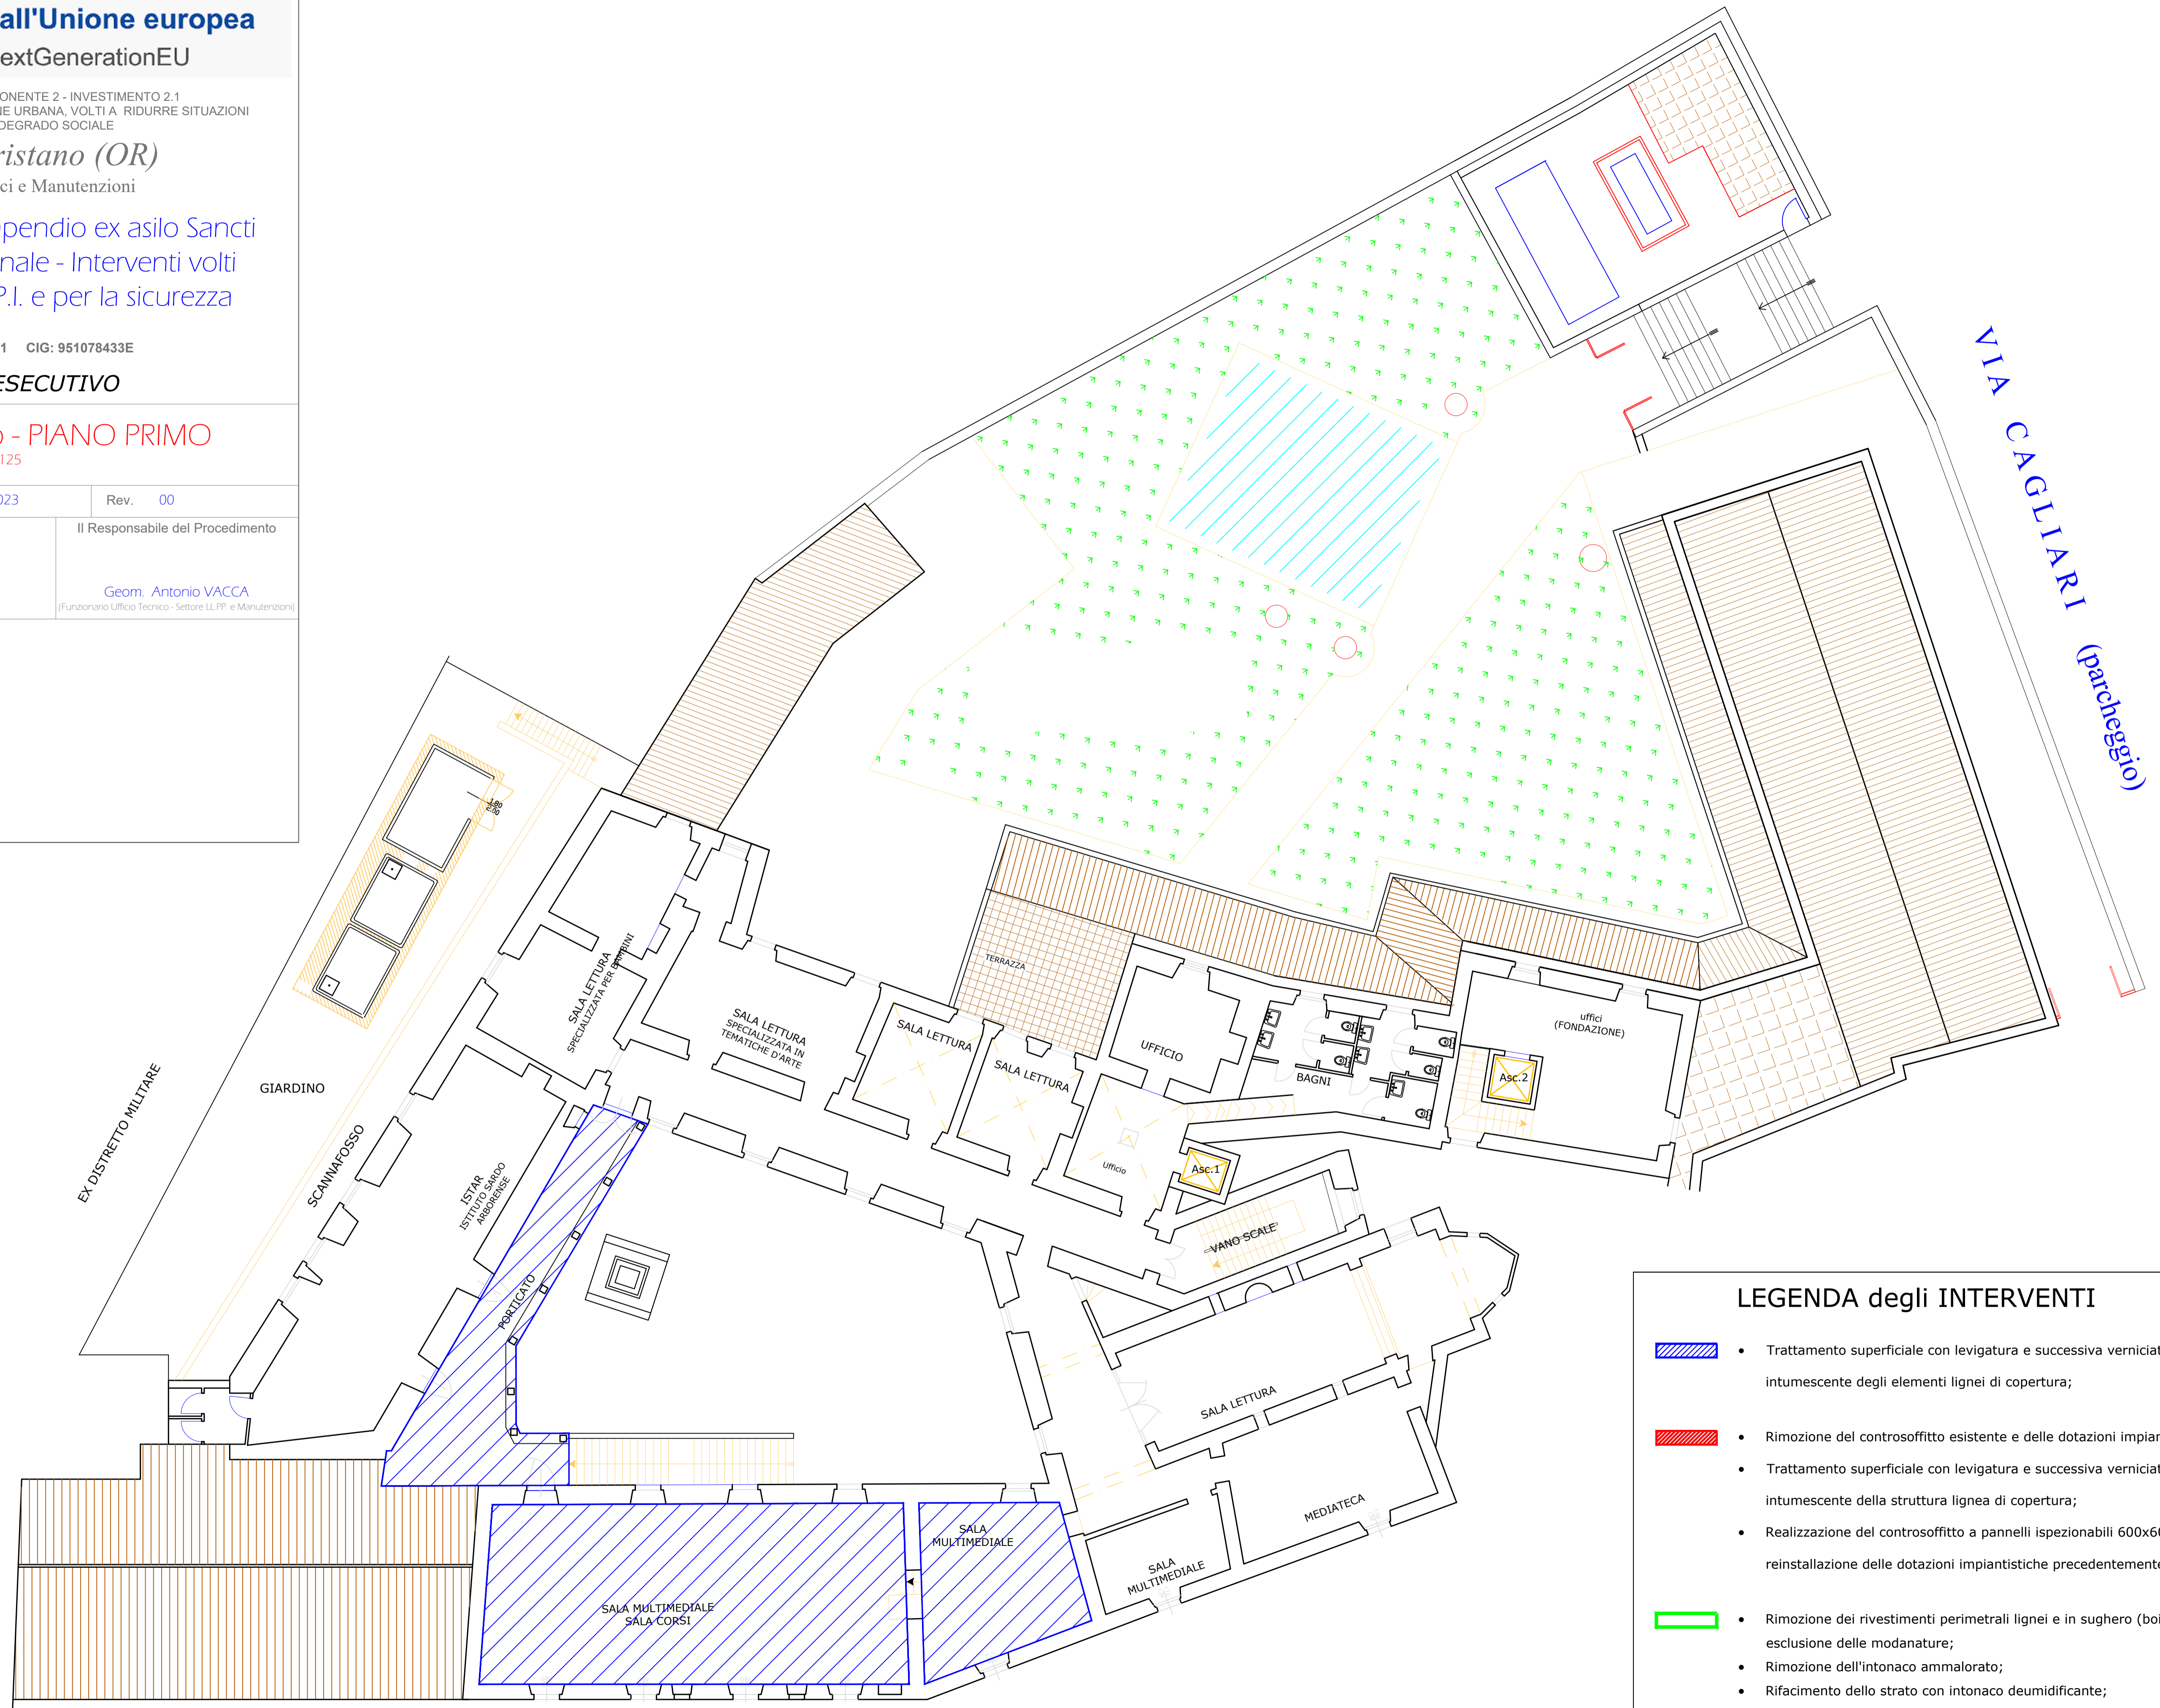 all'Unione europea
extGenerationEU
ONENTE 2 - INVESTIMENTO 2.1
NE URBANA, VOLTI A RIDURRE SITUAZIONI
DEGRADO SOCIALE
ristano (OR)
ci e Manutenzioni
pendio ex asilo Sancti
nale - Interventi volti
P.I. e per la sicurezza
1 CIG: 951078433E
ESECUTIVO
o - PIANO PRIMO
125
023
Rev. 00
Il Responsabile del Procedimento
Geom. Antonio VACCA
(Funzionario Ufficio Tecnico - Settore LL.PP. e Manutenzioni)
VIA CAGLIARI (parcheggio)
1.80
2.90
EX DISTRETTO MILITARE
GIARDINO
SCANNAFOSSO
SALA LETTURA
SPECIALIZZATA PER BAMBINI
SALA LETTURA
SPECIALIZZATA IN
TEMATICHE D'ARTE
SALA LETTURA
SALA LETTURA
TERRAZZA
UFFICIO
BAGNI
uffici
(FONDAZIONE)
Asc.2
Ufficio
Asc.1
VANO SCALE
ISTAR
ISTITUTO SARDO
ARBORENSE
PORTICATO
SALA LETTURA
MEDIATECA
SALA
MULTIMEDIALE
SALA
MULTIMEDIALE
SALA MULTIMEDIALE
SALA CORSI
LEGENDA degli INTERVENTI
• Trattamento superficiale con levigatura e successiva verniciat
intumescente degli elementi lignei di copertura;
• Rimozione del controsoffitto esistente e delle dotazioni impian
• Trattamento superficiale con levigatura e successiva verniciat
intumescente della struttura lignea di copertura;
• Realizzazione del controsoffitto a pannelli ispezionabili 600x60
reinstallazione delle dotazioni impiantistiche precedentemente
• Rimozione dei rivestimenti perimetrali lignei e in sughero (boi
esclusione delle modanature;
• Rimozione dell'intonaco ammalorato;
• Rifacimento dello strato con intonaco deumidificante;